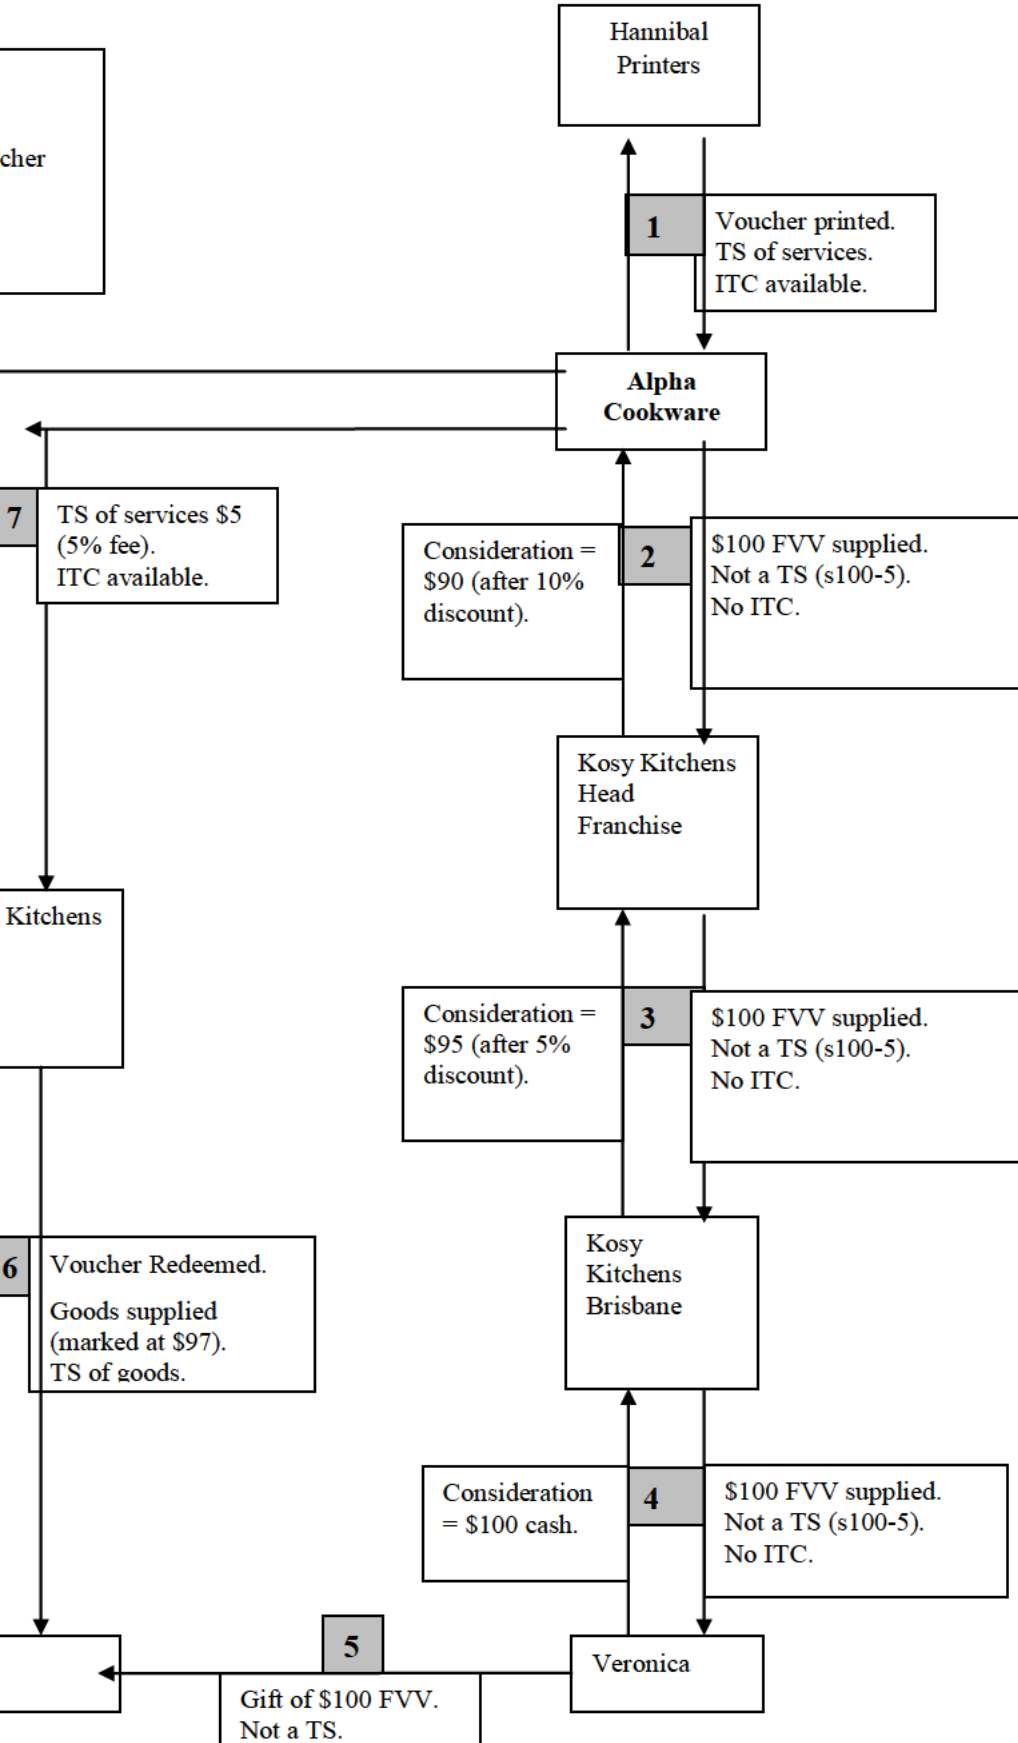 Hannibal
Printers
cher
1
Voucher printed.
TS of services.
ITC available.
Alpha
Cookware
7
TS of services $5
(5% fee).
ITC available.
Consideration =
$90 (after 10%
discount).
2
$100 FVV supplied.
Not a TS (s100-5).
No ITC.
Kosy Kitchens
Head
Franchise
Kitchens
Consideration =
$95 (after 5%
discount).
3
$100 FVV supplied.
Not a TS (s100-5).
No ITC.
6
Voucher Redeemed.
Goods supplied
(marked at $97).
TS of goods.
Kosy
Kitchens
Brisbane
Consideration
= $100 cash.
4
$100 FVV supplied.
Not a TS (s100-5).
No ITC.
5
Veronica
Gift of $100 FVV.
Not a TS.